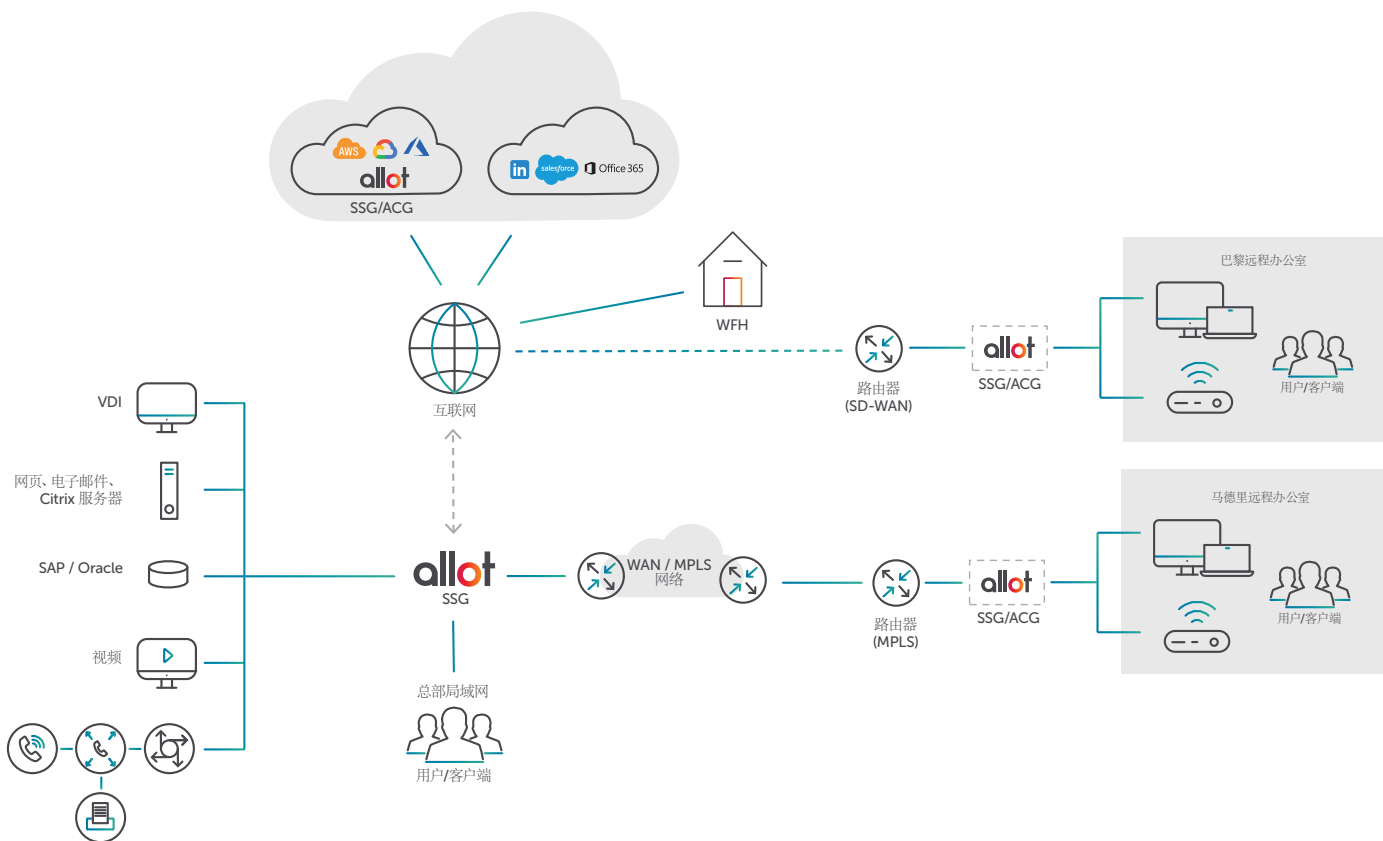 AWS
allot
SSG/ACG
in
salesforce
Office 365
WFH
互联网
路由器
(SD-WAN)
allot
SSG/ACG
巴黎远程办公室
用户/客户端
VDI
网页、电子邮件、
Citrix 服务器
SAP / Oracle
视频
allot
SSG
WAN / MPLS
网络
路由器
(MPLS)
allot
SSG/ACG
马德里远程办公室
用户/客户端
总部局域网
用户/客户端